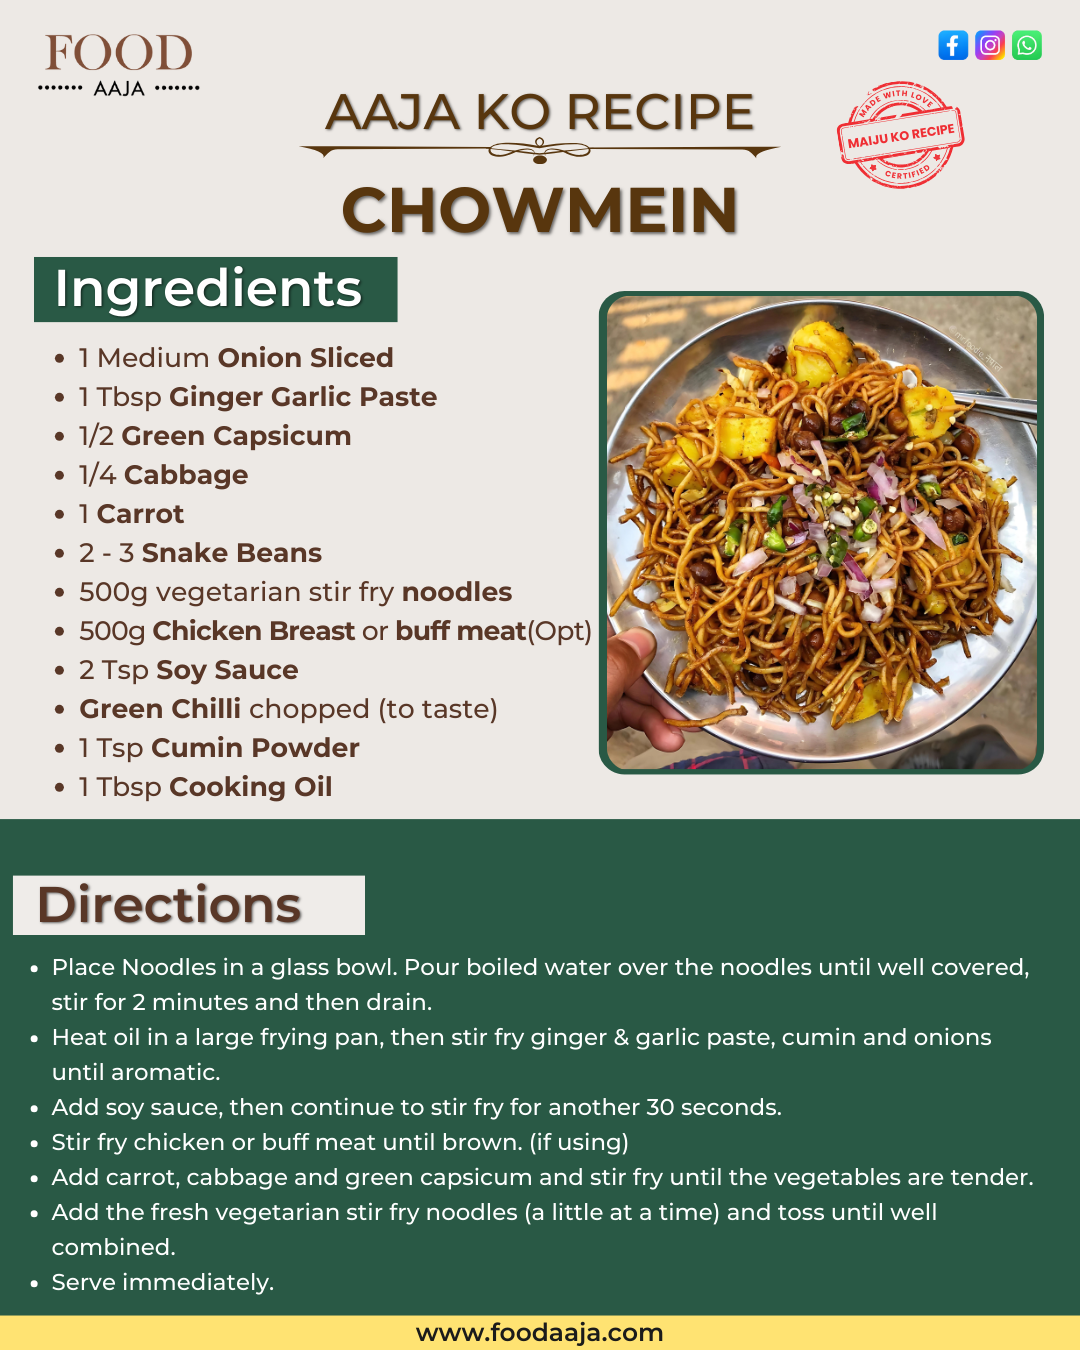 FOOD
AAJA
AAJA KO RECIPE
MADE WITH LOVE
MAIJU KO RECIPE
CERTIFIED
CHOWMEIN
Ingredients
• 1 Medium Onion Sliced
• 1 Tbsp Ginger Garlic Paste
• 1/2 Green Capsicum
• 1/4 Cabbage
• 1 Carrot
• 2 - 3 Snake Beans
• 500g vegetarian stir fry noodles
• 500g Chicken Breast or buff meat(Opt)
• 2 Tsp Soy Sauce
• Green Chilli chopped (to taste)
• 1 Tsp Cumin Powder
• 1 Tbsp Cooking Oil
Directions
• Place Noodles in a glass bowl. Pour boiled water over the noodles until well covered,
stir for 2 minutes and then drain.
• Heat oil in a large frying pan, then stir fry ginger & garlic paste, cumin and onions
until aromatic.
• Add soy sauce, then continue to stir fry for another 30 seconds.
• Stir fry chicken or buff meat until brown. (if using)
• Add carrot, cabbage and green capsicum and stir fry until the vegetables are tender.
• Add the fresh vegetarian stir fry noodles (a little at a time) and toss until well
combined.
• Serve immediately.
www.foodaaja.com